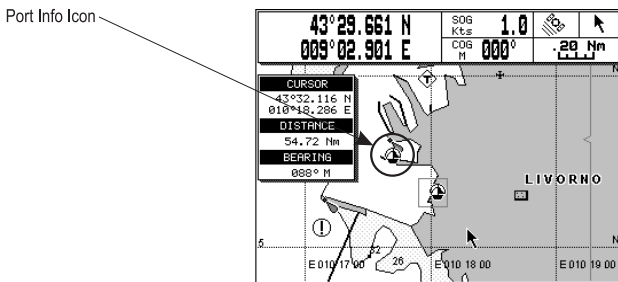 Port Info Icon
43°29.661 N
009°02.901 E
SOG Kts 1.0
COG M 000°
.20 Nm
N
CURSOR
43°32.116 N
010°18.286 E
DISTANCE
54.72 Nm
BEARING
088° M
T
LIVORNO
5
32
26
N
E 010 17 00
E 010 18 00
E 010 19 00